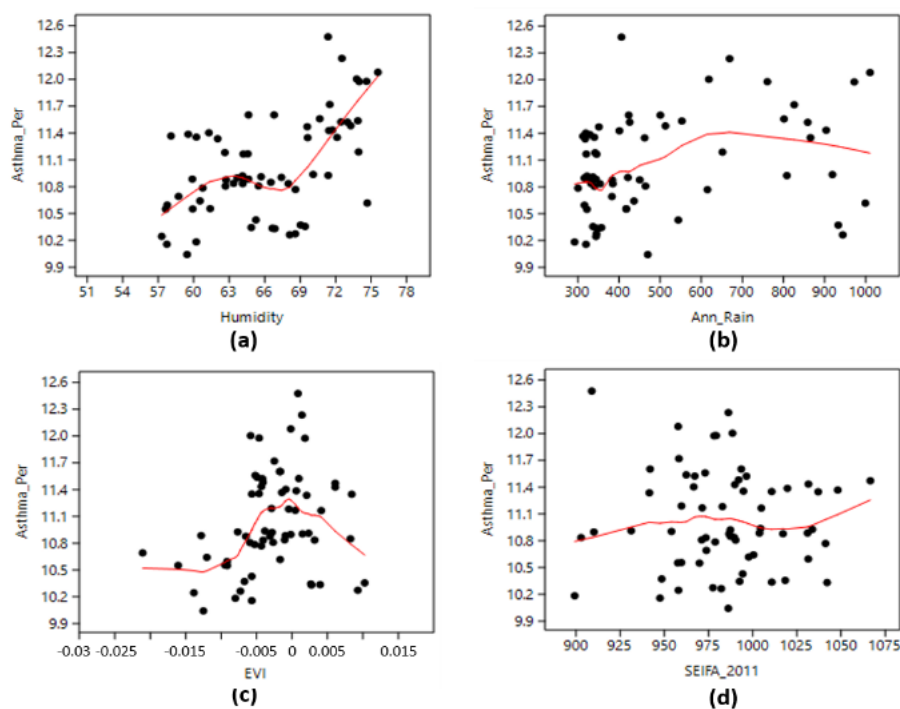 12.6
12.3
12.0
11.7
11.4
11.1
10.8
10.5
10.2
9.9
Asthma_Per
51 54 57 60 63 66 69 72 75 78
Humidity
(a)
12.6
12.3
12.0
11.7
11.4
11.1
10.8
10.5
10.2
9.9
Asthma_Per
300 400 500 600 700 800 900 1000
Ann_Rain
(b)
12.6
12.3
12.0
11.7
11.4
11.1
10.8
10.5
10.2
9.9
Asthma_Per
-0.03 -0.025 -0.015 -0.005 0 0.005 0.015
EVI
(c)
12.6
12.3
12.0
11.7
11.4
11.1
10.8
10.5
10.2
9.9
Asthma_Per
900 925 950 975 1000 1025 1050 1075
SEIFA_2011
(d)